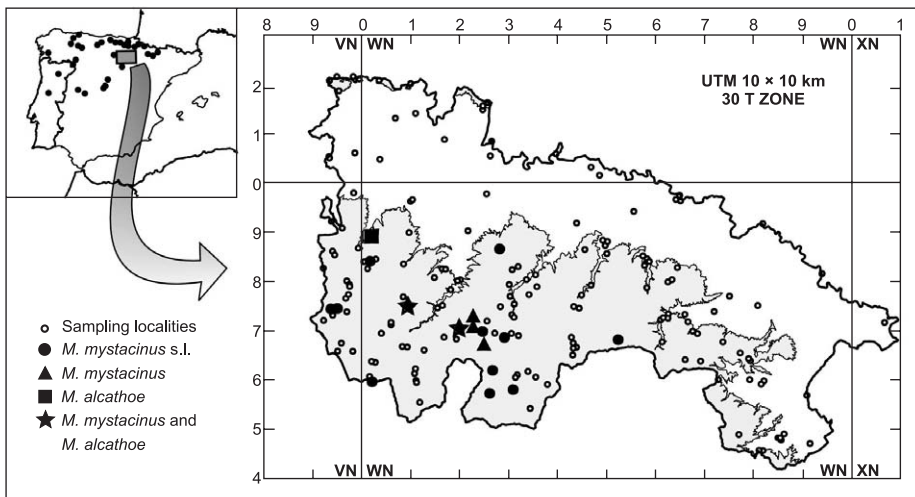 8 9 0 1 2 3 4 5 6 7 8 9 0 1
VN WN WN XN
UTM 10 × 10 km
30 T ZONE
2
1
0
9
8
7
6
5
4
Sampling localities
M. mystacinus s.l.
M. mystacinus
M. alcathoe
M. mystacinus and
M. alcathoe
VN WN WN XN